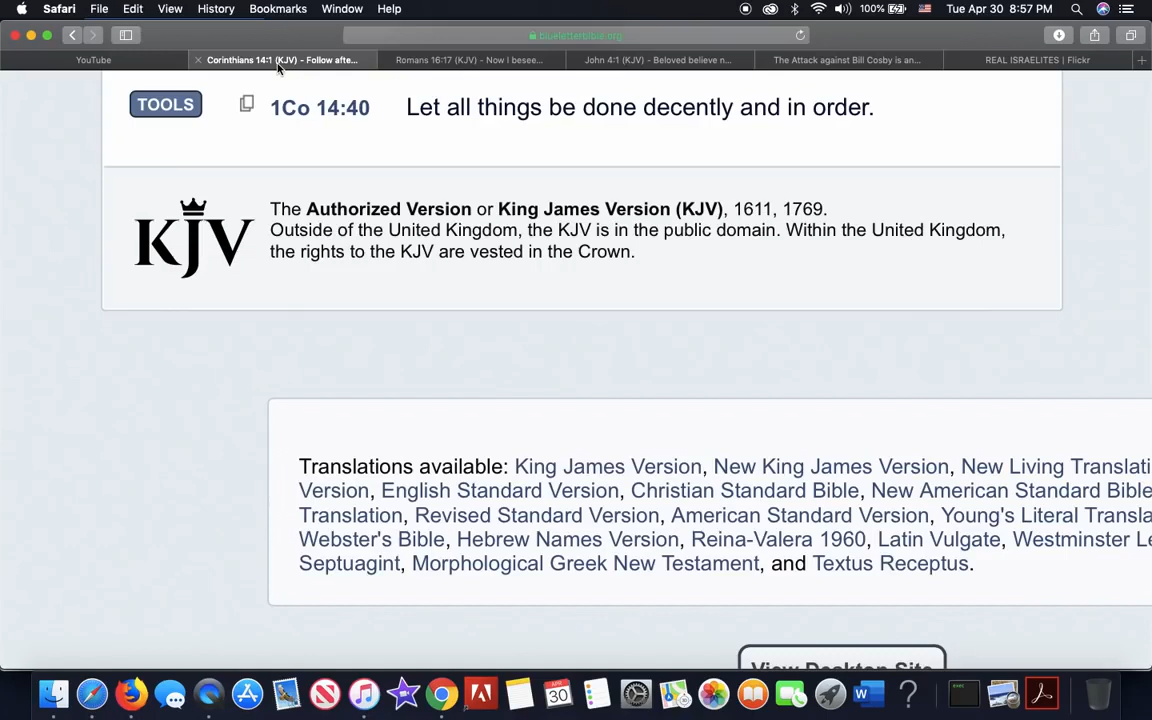 Safari File Edit View History Bookmarks Window Help 100% Tue Apr 30 8:57 PM
blueletterbible.org
YouTube
Corinthians 14:1 (KJV) - Follow afte...
Romans 16:17 (KJV) - Now I besee...
John 4:1 (KJV) - Beloved believe n...
The Attack against Bill Cosby is an...
REAL ISRAELITES | Flickr
TOOLS 1Co 14:40 Let all things be done decently and in order.
KJV
The Authorized Version or King James Version (KJV), 1611, 1769.
Outside of the United Kingdom, the KJV is in the public domain. Within the United Kingdom,
the rights to the KJV are vested in the Crown.
Translations available: King James Version, New King James Version, New Living Translati
Version, English Standard Version, Christian Standard Bible, New American Standard Bible
Translation, Revised Standard Version, American Standard Version, Young's Literal Transla
Webster's Bible, Hebrew Names Version, Reina-Valera 1960, Latin Vulgate, Westminster Le
Septuagint, Morphological Greek New Testament, and Textus Receptus.
View Desktop Site